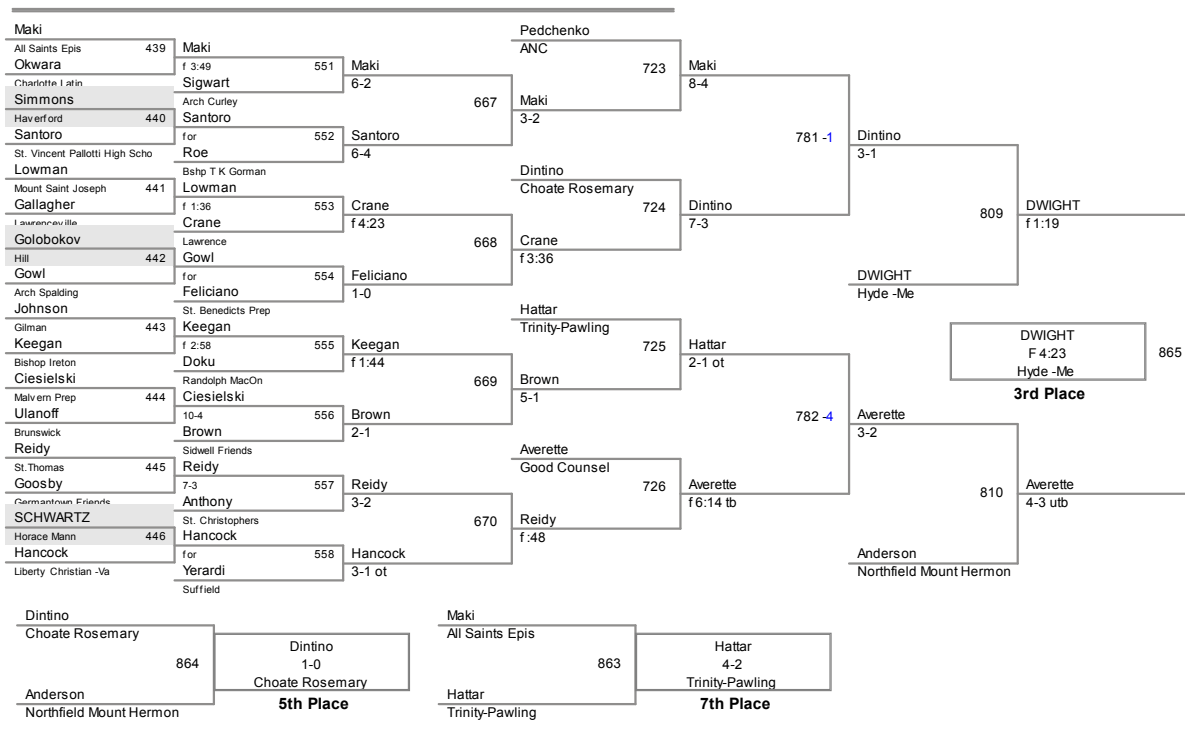 Maki
All Saints Epis 439
Okwara
Charlotte Latin
Simmons
Haverford 440
Santoro
St. Vincent Pallotti High Scho
Lowman
Mount Saint Joseph 441
Gallagher
Lawrenceville
Golobokov
Hill 442
Gowl
Arch Spalding
Johnson
Gilman 443
Keegan
Bishop Ireton
Ciesielski
Malvern Prep 444
Ulanoff
Brunswick
Reidy
St.Thomas 445
Goosby
Germantown Friends
SCHWARTZ
Horace Mann 446
Hancock
Liberty Christian -Va
Maki
f 3:49 551
Sigwart
Arch Curley
Santoro
for 552
Roe
Bshp T K Gorman
Lowman
f 1:36 553
Crane
Lawrence
Gowl
for 554
Feliciano
St. Benedicts Prep
Keegan
f 2:58 555
Doku
Randolph MacOn
Ciesielski
10-4 556
Brown
Sidwell Friends
Reidy
7-3 557
Anthony
St. Christophers
Hancock
for 558
Yerardi
Suffield
Maki
6-2
667
Santoro
6-4
Crane
f 4:23
668
Feliciano
1-0
Keegan
f 1:44
669
Brown
2-1
Reidy
3-2
670
Hancock
3-1 ot
Pedchenko
ANC
723
Maki
3-2
Dintino
Choate Rosemary
724
Crane
f 3:36
Hattar
Trinity-Pawling
725
Brown
5-1
Averette
Good Counsel
726
Reidy
f :48
Maki
8-4
781 -1
Dintino
7-3
Hattar
2-1 ot
782 -4
Averette
f 6:14 tb
Dintino
3-1
809
DWIGHT
Hyde -Me
Averette
3-2
810
Anderson
Northfield Mount Hermon
DWIGHT
f 1:19
DWIGHT
F 4:23 865
Hyde -Me
3rd Place
Averette
4-3 utb
Dintino
Choate Rosemary
864
Anderson
Northfield Mount Hermon
Dintino
1-0
Choate Rosemary
5th Place
Maki
All Saints Epis
863
Hattar
Trinity-Pawling
Hattar
4-2
Trinity-Pawling
7th Place